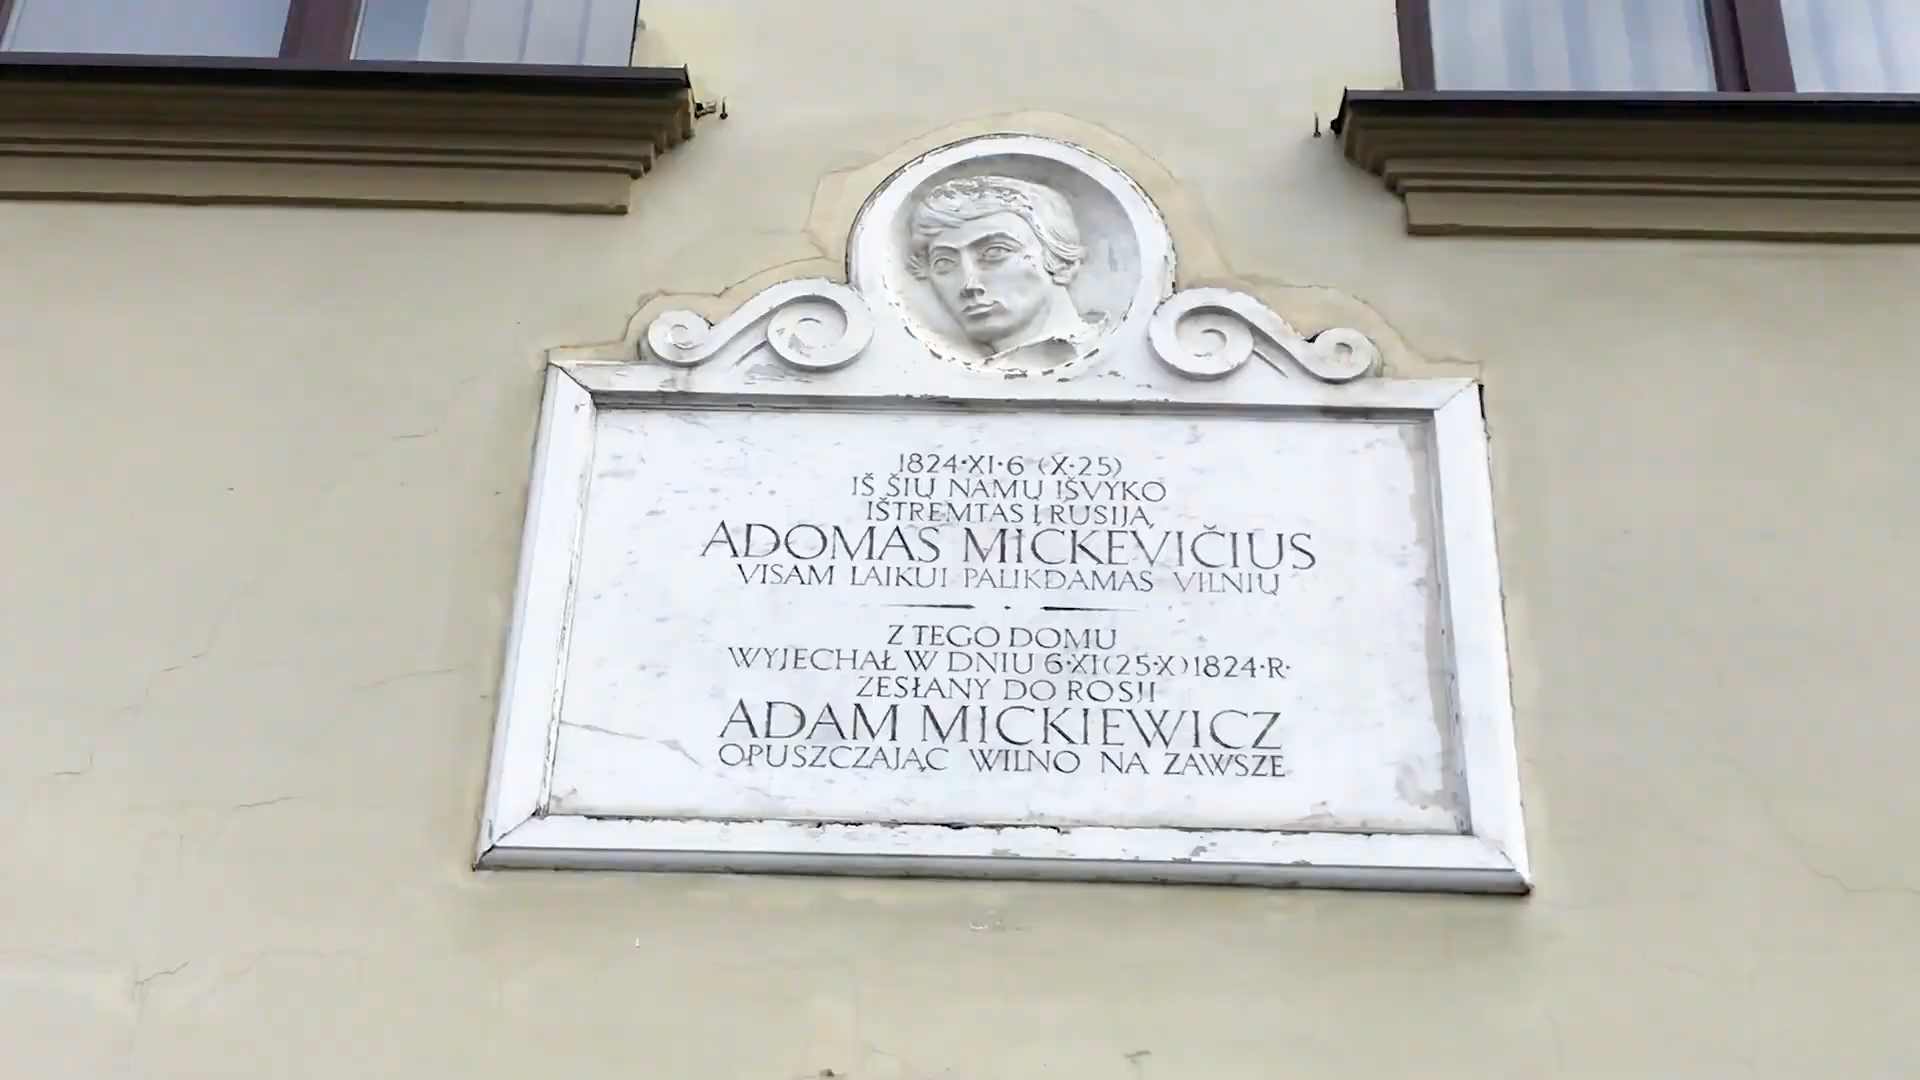 1824·XI·6 (X·25)
IŠ ŠIŲ NAMŲ IŠVYKO
IŠTREMTAS Į RUSIJĄ
ADOMAS MICKEVIČIUS
VISAM LAIKUI PALIKDAMAS VILNIŲ
Z TEGO DOMU
WYJECHAŁ W DNIU 6·XI(25·X)1824·R·
ZESŁANY DO ROSJI
ADAM MICKIEWICZ
OPUSZCZAJĄC WILNO NA ZAWSZE